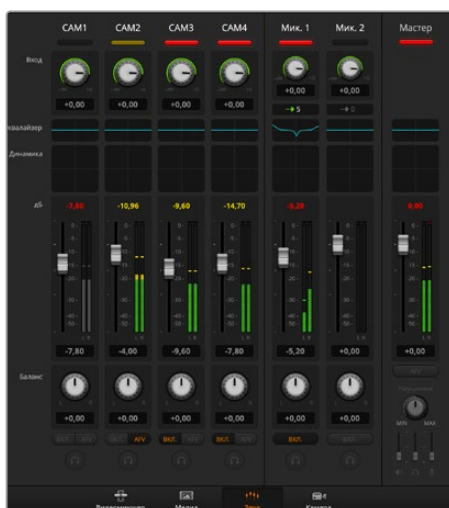 CAM1 CAM2 CAM3 CAM4 Мик. 1 Мик. 2 Мастер
Вход
+0,00 +0,00 +0,00 +0,00 +0,00 +0,00
5 0
квалайзер
Динамика
дБ -7,80 -10,96 -9,60 -14,70 -5,20 0,00
-7,80 -4,00 -9,60 -7,80 -5,20 +0,00 +0,00
AFV
Баланс
+0,00 +0,00 +0,00 +0,00 +0,00 +0,00
MIN MAX
ВКЛ. AFV ВКЛ. AFV ВКЛ. AFV ВКЛ. AFV ВКЛ. ВКЛ.
Видеомикшер Медиа Звук Камера